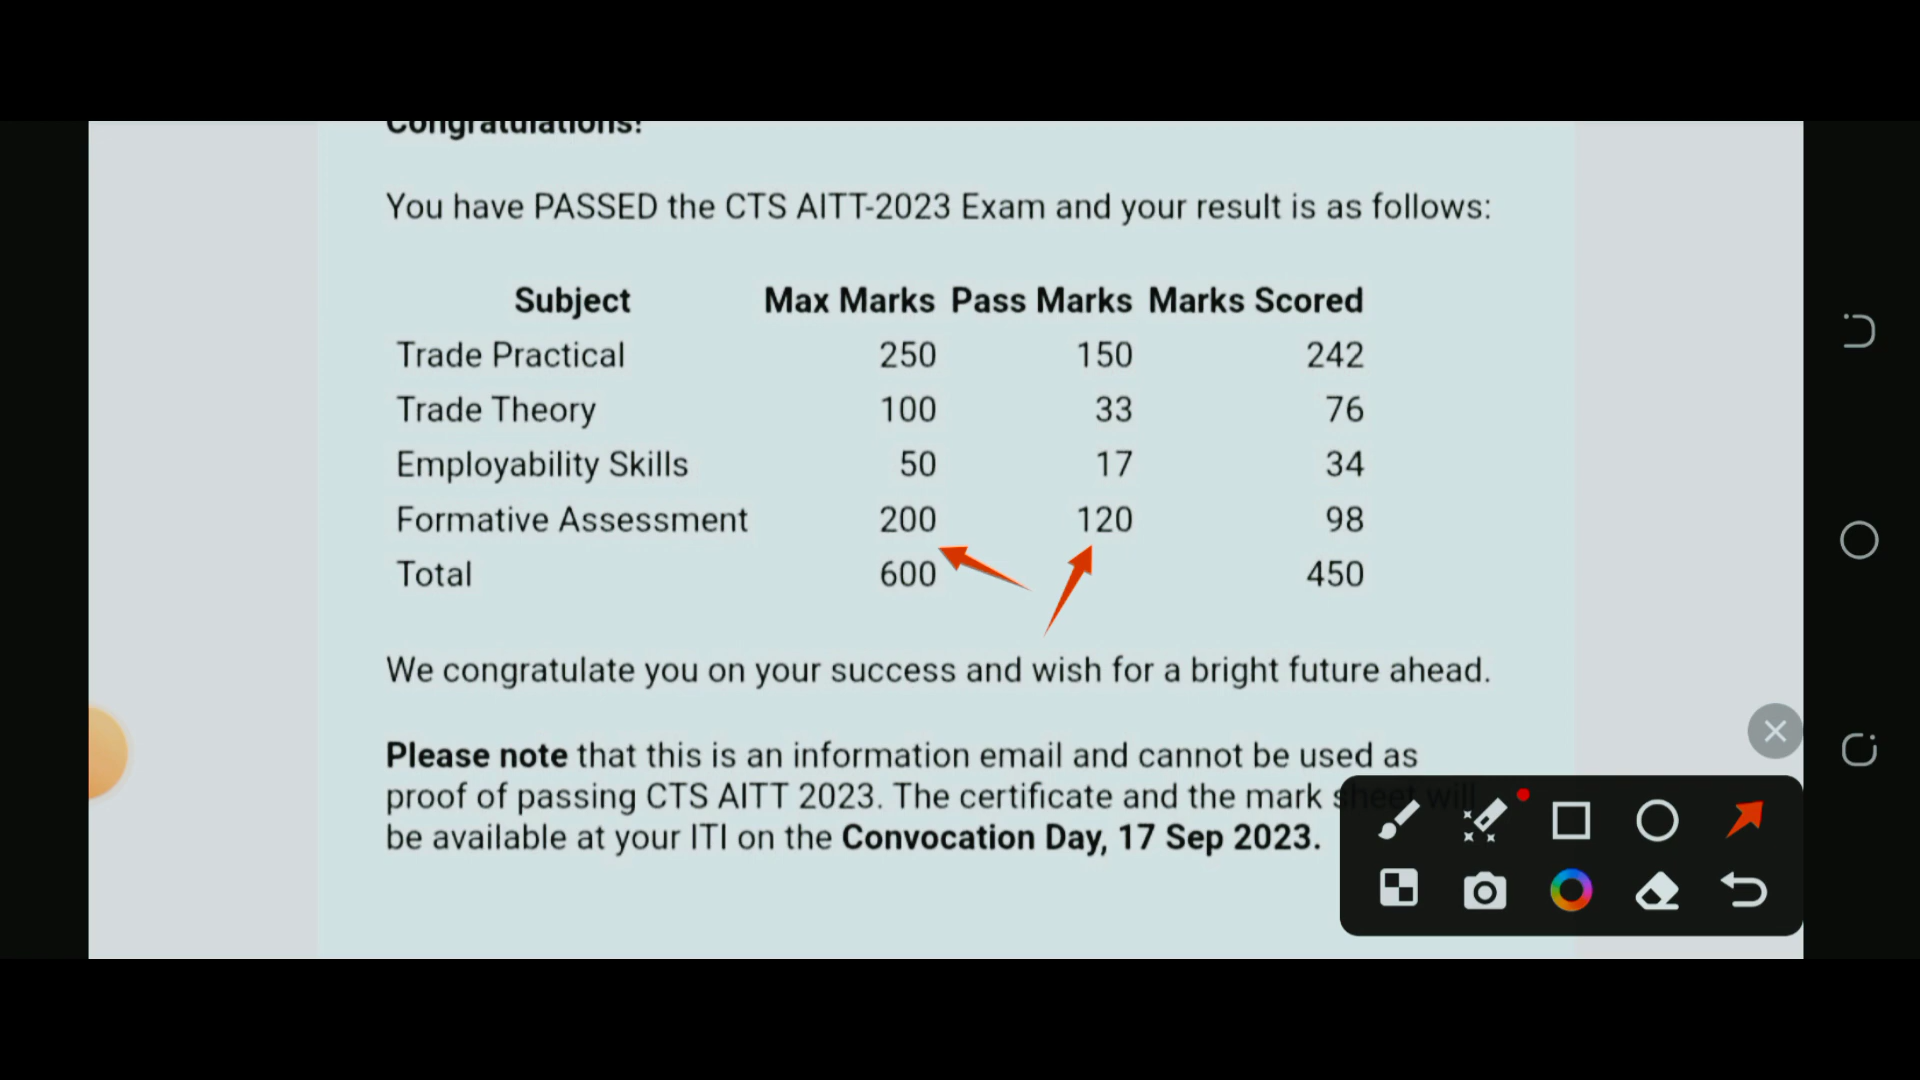 Congratulations!
You have PASSED the CTS AITT-2023 Exam and your result is as follows:
Subject Max Marks Pass Marks Marks Scored
Trade Practical 250 150 242
Trade Theory 100 33 76
Employability Skills 50 17 34
Formative Assessment 200 120 98
Total 600 450
We congratulate you on your success and wish for a bright future ahead.
Please note that this is an information email and cannot be used as
proof of passing CTS AITT 2023. The certificate and the mark sheet will
be available at your ITI on the Convocation Day, 17 Sep 2023.